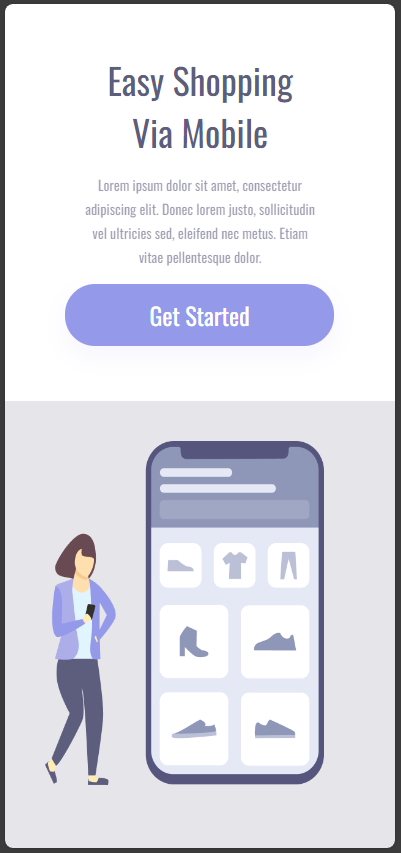 Easy Shopping
Via Mobile
Lorem ipsum dolor sit amet, consectetur
adipiscing elit. Donec lorem justo, sollicitudin
vel ultricies sed, eleifend nec metus. Etiam
vitae pellentesque dolor.
Get Started